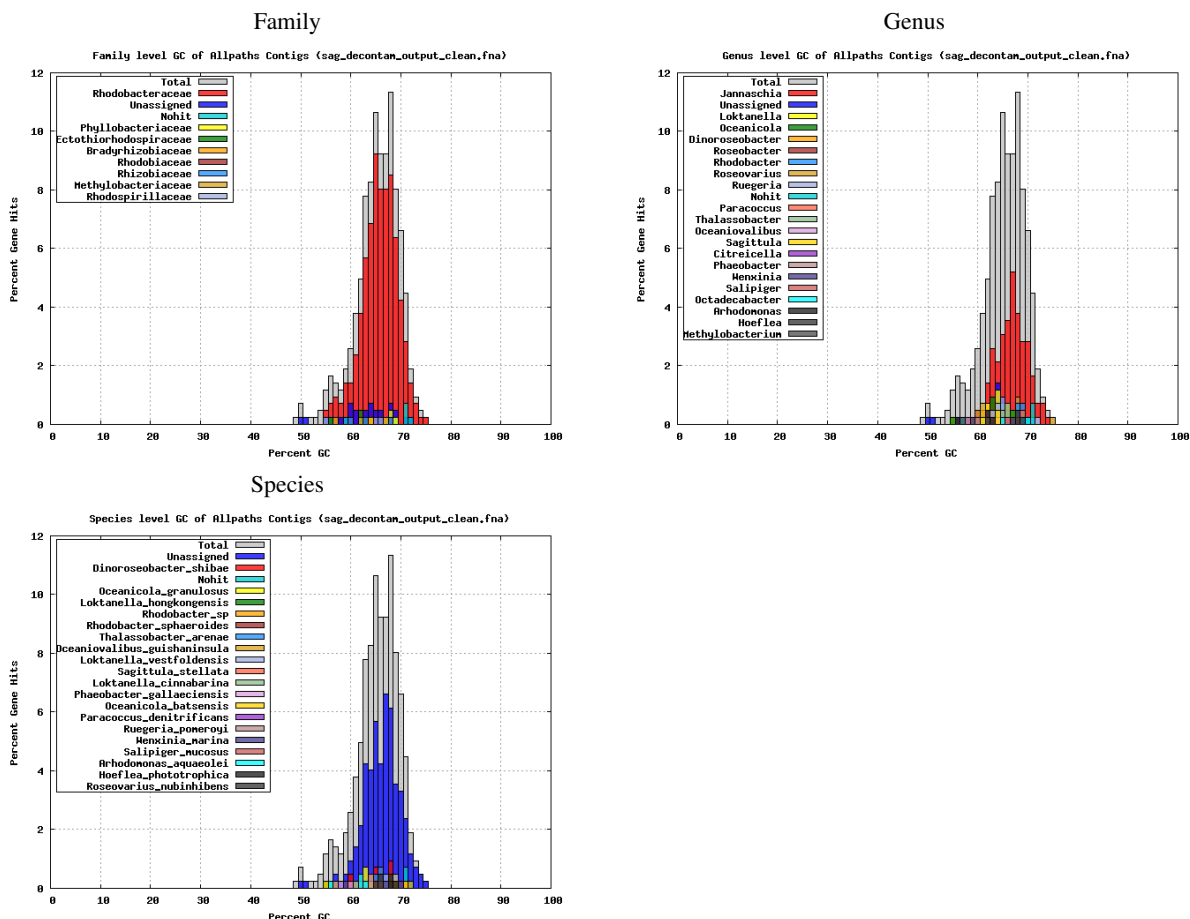 Family
Family level GC of Allpaths Contigs (sag_decontam_output_clean.fna)
12
10
8
6
4
2
0
Percent Gene Hits
Total
Rhodobacteraceae
Unassigned
Nohit
Phyllobacteriaceae
Ectothiorhodospiraceae
Bradyrhizobiaceae
Rhodobiaceae
Rhizobiaceae
Methylobacteriaceae
Rhodospirillaceae
0 10 20 30 40 50 60 70 80 90 100
Percent GC
Genus
Genus level GC of Allpaths Contigs (sag_decontam_output_clean.fna)
12
10
8
6
4
2
0
Percent Gene Hits
Total
Jannaschia
Unassigned
Loktanella
Oceanicola
Dinoroseobacter
Roseobacter
Rhodobacter
Roseovarius
Ruegeria
Nohit
Paracoccus
Thalassobacter
Oceaniovalibus
Sagittula
Citreicella
Phaeobacter
Wenxinia
Salipiger
Octadecabacter
Arhodomonas
Hoeflea
Methylobacterium
0 10 20 30 40 50 60 70 80 90 100
Percent GC
Species
Species level GC of Allpaths Contigs (sag_decontam_output_clean.fna)
12
10
8
6
4
2
0
Percent Gene Hits
Total
Unassigned
Dinoroseobacter_shibae
Nohit
Oceanicola_granulosus
Loktanella_hongkongensis
Rhodobacter_sp
Rhodobacter_sphaeroides
Thalassobacter_arenae
Oceaniovalibus_guishaninsula
Loktanella_vestfoldensis
Sagittula_stellata
Loktanella_cinnabarina
Phaeobacter_gallaeciensis
Oceanicola_batsensis
Paracoccus_denitrificans
Ruegeria_pomeroyi
Wenxinia_marina
Salipiger_mucosus
Arhodomonas_aquaeolei
Hoeflea_phototrophica
Roseovarius_nubinhibens
0 10 20 30 40 50 60 70 80 90 100
Percent GC